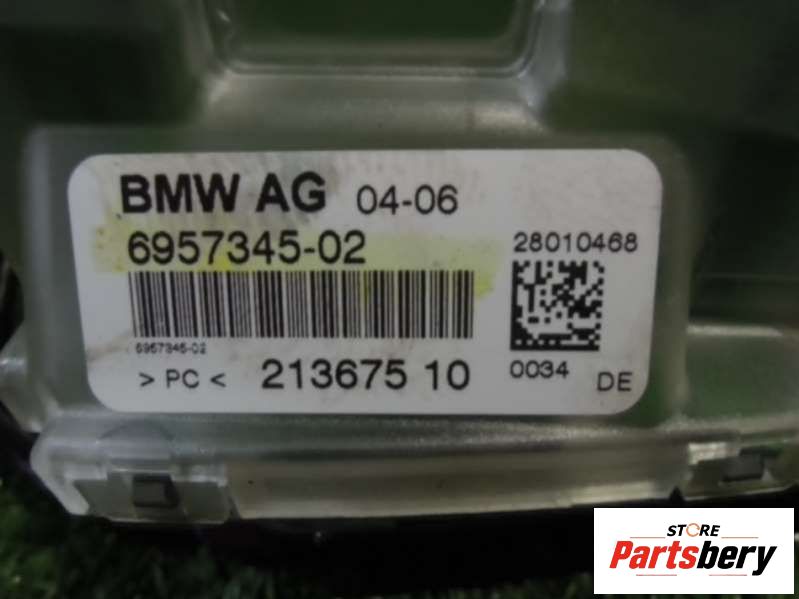 BMW AG 04-06
6957345-02
28010468
6957345-02
> PC < 213675 10
0034 DE
STORE
Partsbery